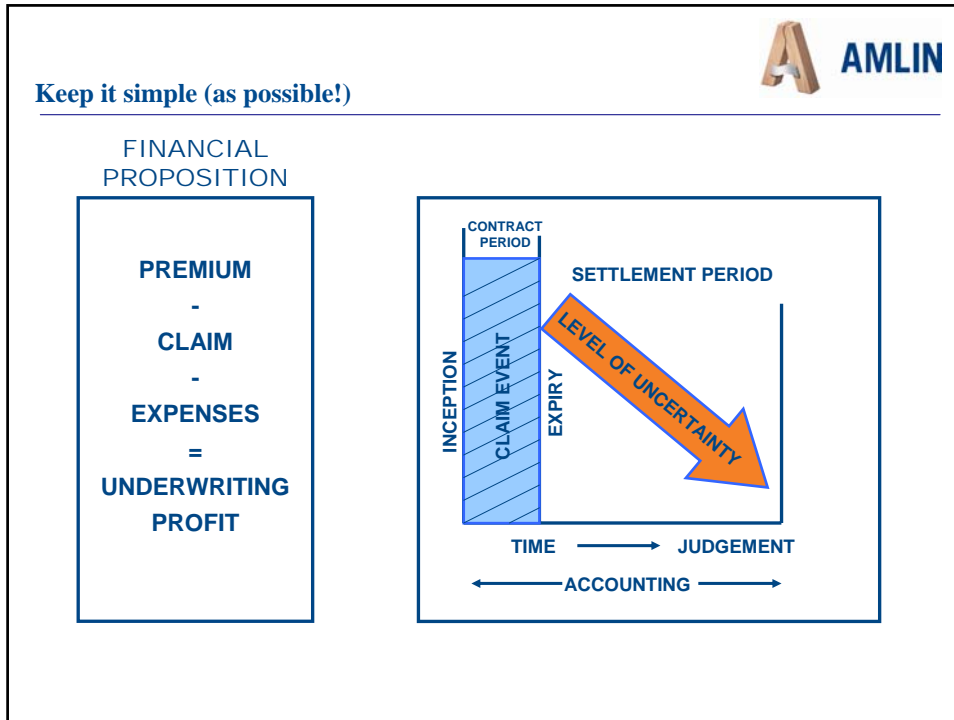 AMLIN
Keep it simple (as possible!)
FINANCIAL
PROPOSITION
PREMIUM
-
CLAIM
-
EXPENSES
=
UNDERWRITING
PROFIT
CONTRACT
PERIOD
SETTLEMENT PERIOD
INCEPTION
CLAIM EVENT
EXPIRY
LEVEL OF UNCERTAINTY
TIME
JUDGEMENT
ACCOUNTING